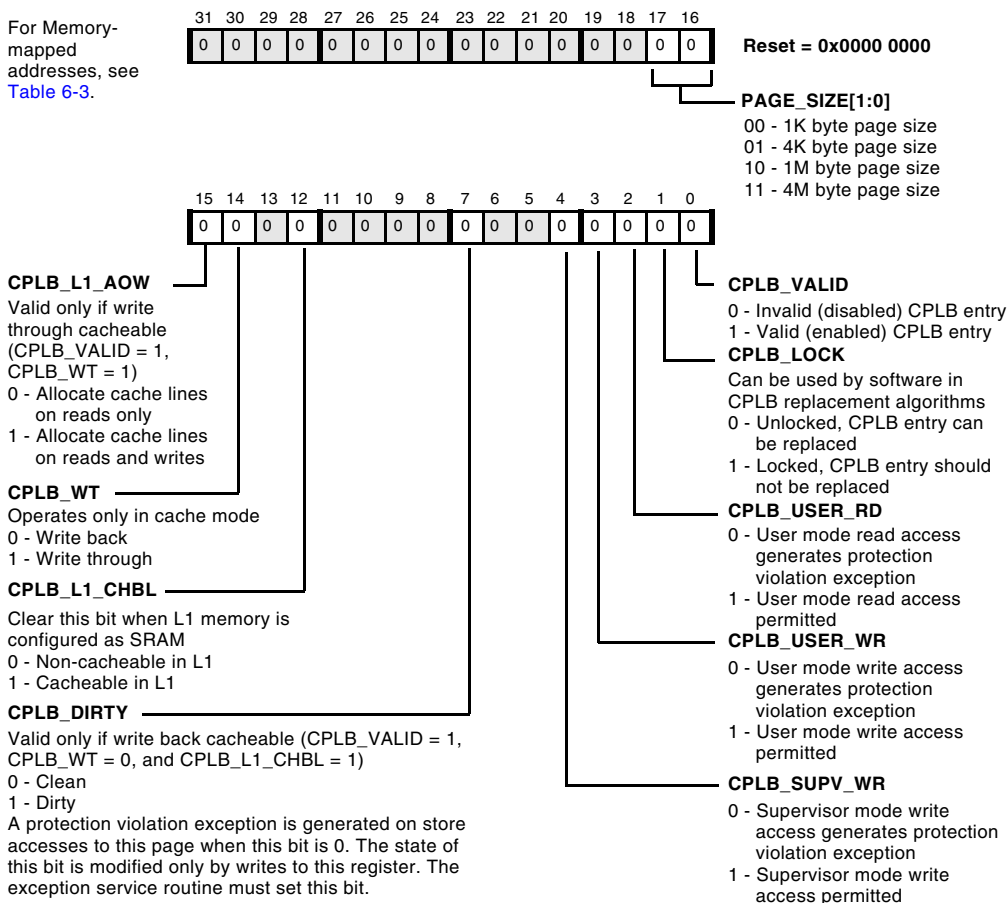 For Memory-
mapped
addresses, see
Table 6-3.
31 30 29 28 27 26 25 24 23 22 21 20 19 18 17 16
0 0 0 0 0 0 0 0 0 0 0 0 0 0 0 0
Reset = 0x0000 0000
PAGE_SIZE[1:0]
00 - 1K byte page size
01 - 4K byte page size
10 - 1M byte page size
11 - 4M byte page size
15 14 13 12 11 10 9 8 7 6 5 4 3 2 1 0
0 0 0 0 0 0 0 0 0 0 0 0 0 0 0 0
CPLB_L1_AOW
Valid only if write
through cacheable
(CPLB_VALID = 1,
CPLB_WT = 1)
0 - Allocate cache lines
on reads only
1 - Allocate cache lines
on reads and writes
CPLB_WT
Operates only in cache mode
0 - Write back
1 - Write through
CPLB_L1_CHBL
Clear this bit when L1 memory is
configured as SRAM
0 - Non-cacheable in L1
1 - Cacheable in L1
CPLB_DIRTY
Valid only if write back cacheable (CPLB_VALID = 1,
CPLB_WT = 0, and CPLB_L1_CHBL = 1)
0 - Clean
1 - Dirty
A protection violation exception is generated on store
accesses to this page when this bit is 0. The state of
this bit is modified only by writes to this register. The
exception service routine must set this bit.
CPLB_VALID
0 - Invalid (disabled) CPLB entry
1 - Valid (enabled) CPLB entry
CPLB_LOCK
Can be used by software in
CPLB replacement algorithms
0 - Unlocked, CPLB entry can
be replaced
1 - Locked, CPLB entry should
not be replaced
CPLB_USER_RD
0 - User mode read access
generates protection
violation exception
1 - User mode read access
permitted
CPLB_USER_WR
0 - User mode write access
generates protection
violation exception
1 - User mode write access
permitted
CPLB_SUPV_WR
0 - Supervisor mode write
access generates protection
violation exception
1 - Supervisor mode write
access permitted